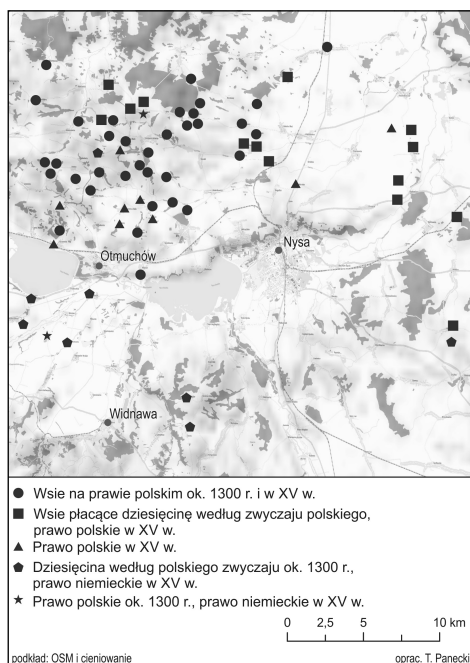 Otmuchów
Nysa
Widnawa
Wsie na prawie polskim ok. 1300 r. i w XV w.
Wsie płacące dziesięcinę według zwyczaju polskiego,
prawo polskie w XV w.
Prawo polskie w XV w.
Dziesięcina według polskiego zwyczaju ok. 1300 r.,
prawo niemieckie w XV w.
Prawo polskie ok. 1300 r., prawo niemieckie w XV w.
0 2,5 5 10 km
podkład: OSM i cieniowanie oprac. T. Panecki